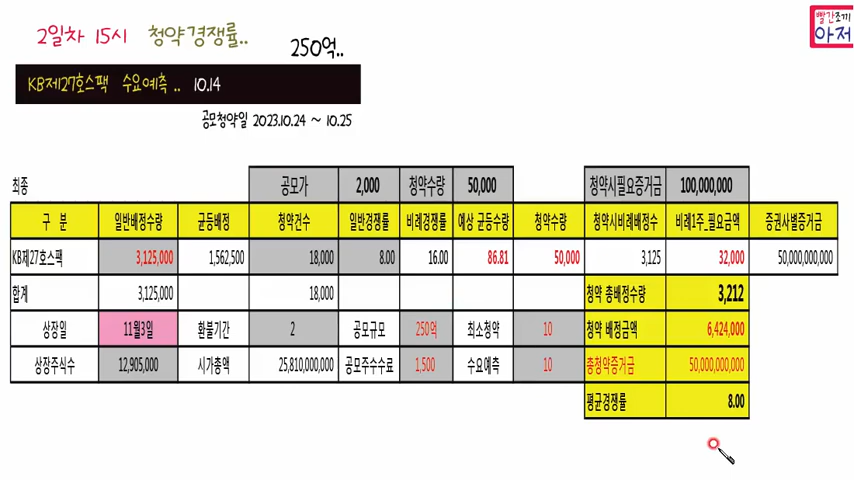 2일차 15시 청약경쟁률.. 250억..
빨간조끼
아저
KB제27호스팩 수요예측 .. 10.14
공모청약일 2023.10.24 ~ 10.25
최종 공모가 2,000 청약수량 50,000 청약시필요증거금 100,000,000
구 분 일반배정수량 균등배정 청약건수 일반경쟁률 비례경쟁률 예상 균등수량 청약수량 청약시비례배정수 비례1주_필요금액 증권사별증거금
KB제27호스팩 3,125,000 1,562,500 18,000 8.00 16.00 86.81 50,000 3,125 32,000 50,000,000,000
합계 3,125,000 18,000 청약 총배정수량 3,212
상장일 11월3일 환불기간 2 공모규모 250억 최소청약 10 청약 배정금액 6,424,000
상장주식수 12,905,000 시가총액 25,810,000,000 공모주수수료 1,500 수요예측 10 총청약증거금 50,000,000,000
평균경쟁률 8.00